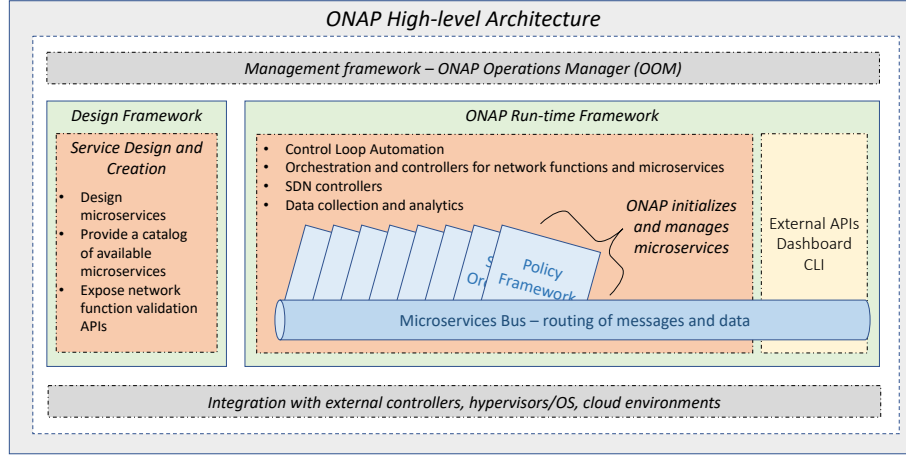 ONAP High-level Architecture
Management framework – ONAP Operations Manager (OOM)
Design Framework
Service Design and
Creation
• Design
microservices
• Provide a catalog
of available
microservices
• Expose network
function validation
APIs
ONAP Run-time Framework
• Control Loop Automation
• Orchestration and controllers for network functions and microservices
• SDN controllers
• Data collection and analytics
ONAP initializes
and manages
microservices
Policy
Framework
External APIs
Dashboard
CLI
Microservices Bus – routing of messages and data
Integration with external controllers, hypervisors/OS, cloud environments